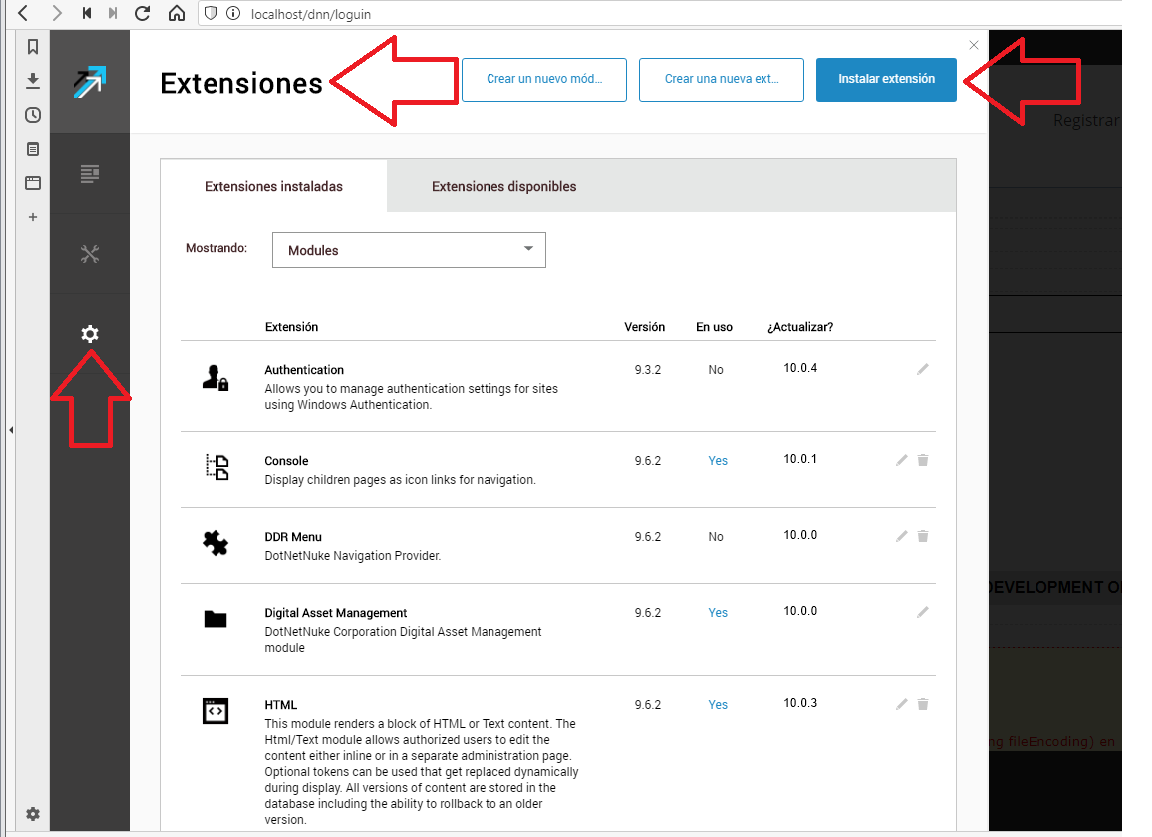 localhost/dnn/loguin
Extensiones
Crear un nuevo mód...
Crear una nueva ext...
Instalar extensión
Registrar
Extensiones instaladas
Extensiones disponibles
Mostrando:
Modules
Extensión Versión En uso ¿Actualizar?
Authentication 9.3.2 No 10.0.4
Allows you to manage authentication settings for sites
using Windows Authentication.
Console 9.6.2 Yes 10.0.1
Display children pages as icon links for navigation.
DDR Menu 9.6.2 No 10.0.0
DotNetNuke Navigation Provider.
Digital Asset Management 9.6.2 Yes 10.0.0
DotNetNuke Corporation Digital Asset Management
module
DEVELOPMENT O
HTML 9.6.2 Yes 10.0.3
This module renders a block of HTML or Text content. The
Html/Text module allows authorized users to edit the
content either inline or in a separate administration page.
Optional tokens can be used that get replaced dynamically
during display. All versions of content are stored in the
database including the ability to rollback to an older
version.
ng fileEncoding) en